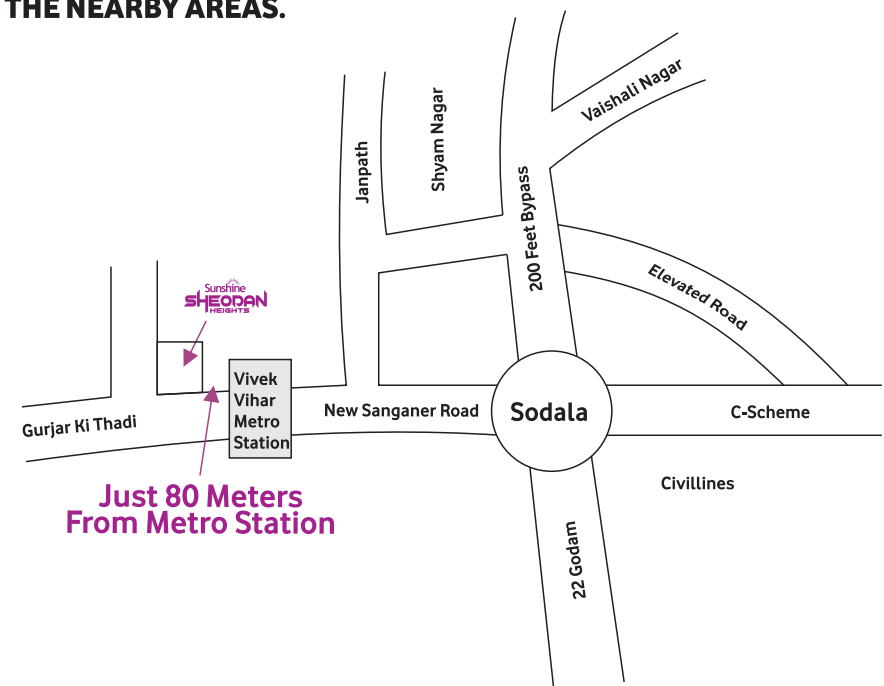 THE NEARBY AREAS.
Vaishali Nagar
Shyam Nagar
Janpath
200 Feet Bypass
Elevated Road
Sunshine
SHEODAN
HEIGHTS
Vivek
Vihar
Metro
Station
Gurjar Ki Thadi
New Sanganer Road
Sodala
C-Scheme
Just 80 Meters
From Metro Station
Civillines
22 Godam